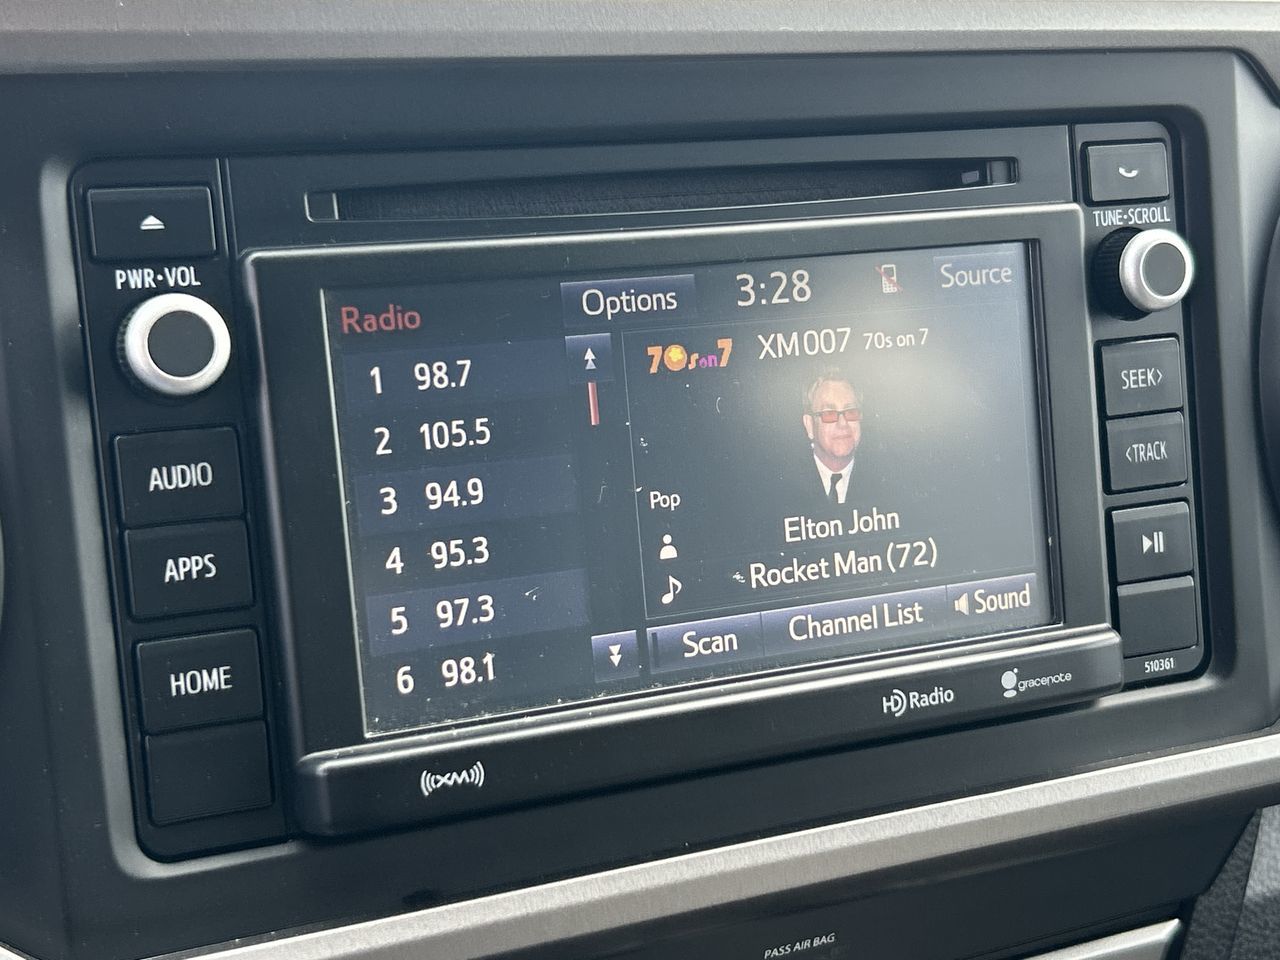 PWR•VOL
AUDIO
APPS
HOME
Radio
Options
3:28
Source
1 98.7
2 105.5
3 94.9
4 95.3
5 97.3
6 98.1
70s on 7
XM007 70s on 7
Pop
Elton John
Rocket Man (72)
Scan
Channel List
Sound
TUNE•SCROLL
SEEK>
<TRACK
510361
((XM))
HD Radio
gracenote
PASS AIR BAG